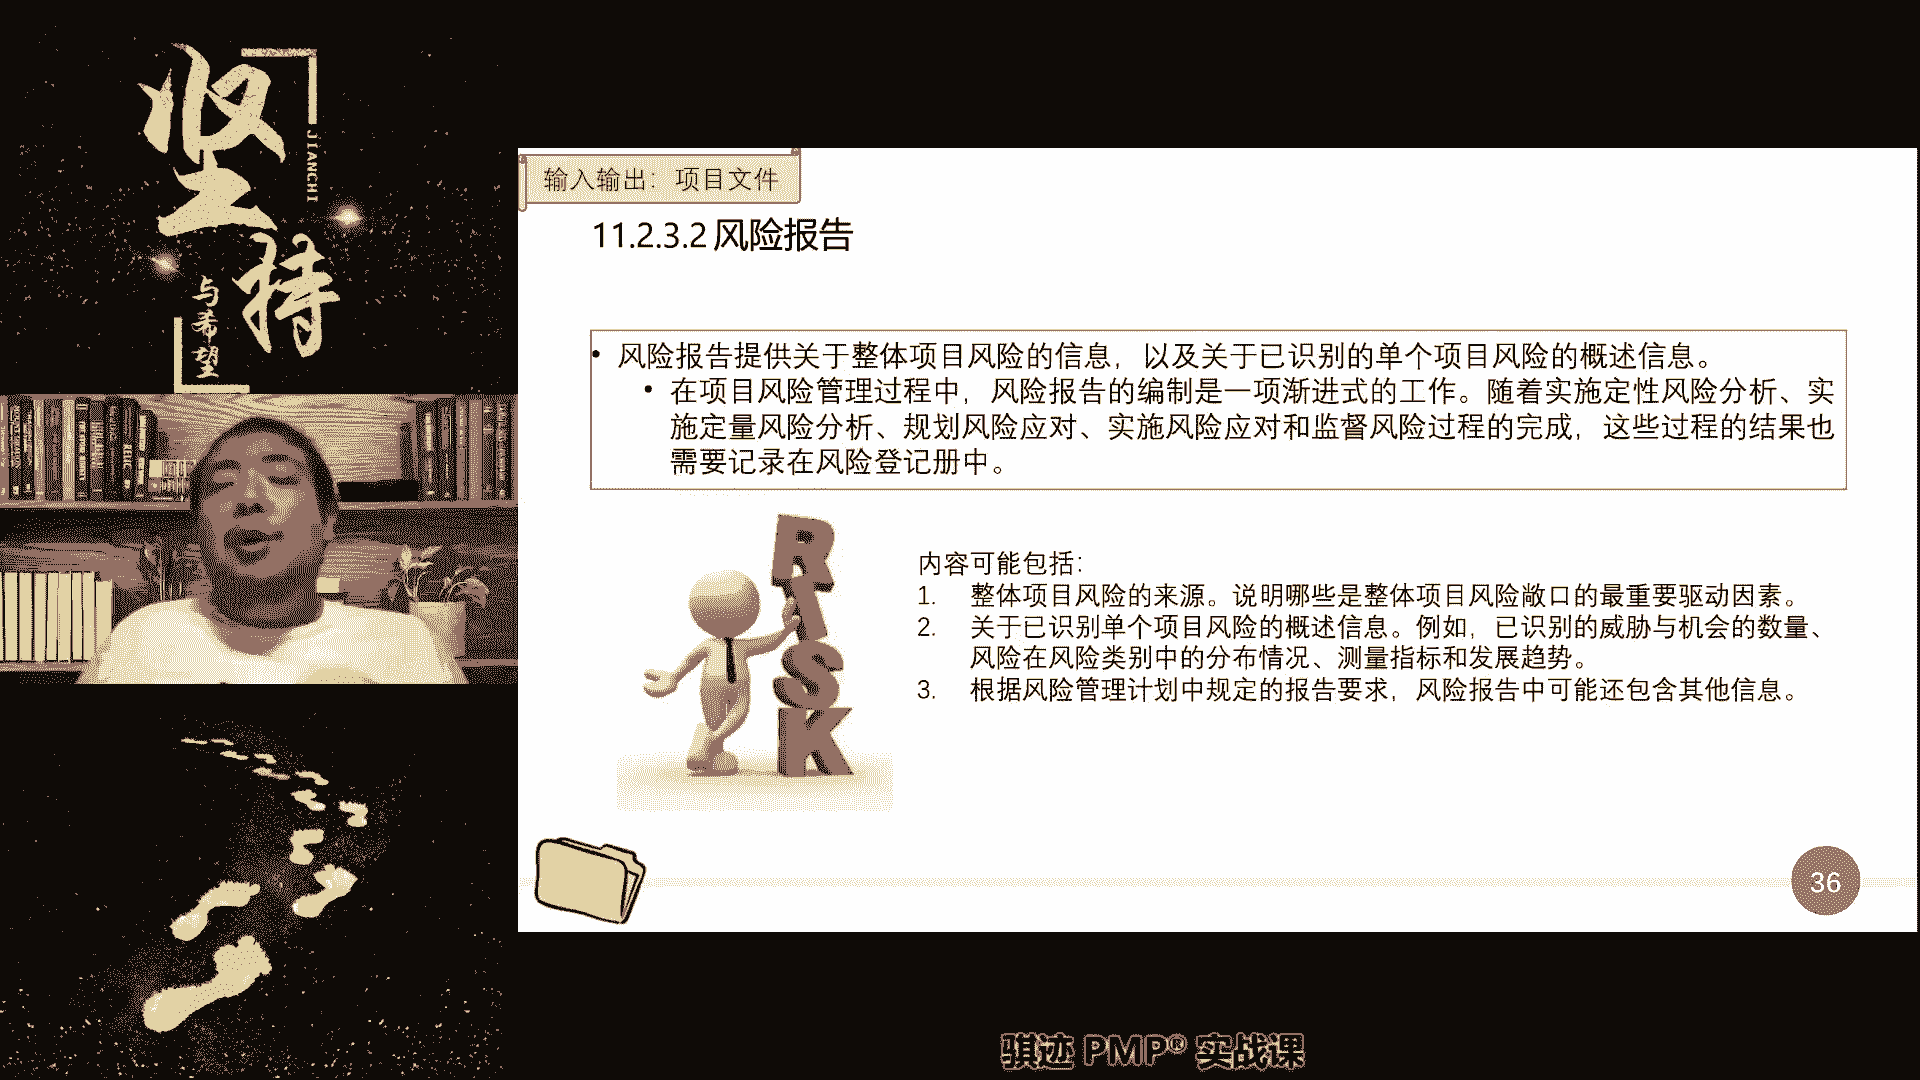 坚持
JIANCHI
与希望
输入输出：项目文件
11.2.3.2 风险报告
• 风险报告提供关于整体项目风险的信息，以及关于已识别的单个项目风险的概述信息。
• 在项目风险管理过程中，风险报告的编制是一项渐进式的工作。随着实施定性风险分析、实
施定量风险分析、规划风险应对、实施风险应对和监督风险过程的完成，这些过程的结果也
需要记录在风险登记册中。
RISK
内容可能包括：
1. 整体项目风险的来源。说明哪些是整体项目风险敞口的最重要驱动因素。
2. 关于已识别单个项目风险的概述信息。例如，已识别的威胁与机会的数量、
风险在风险类别中的分布情况、测量指标和发展趋势。
3. 根据风险管理计划中规定的报告要求，风险报告中可能还包含其他信息。
36
骐迹 PMP® 实战课